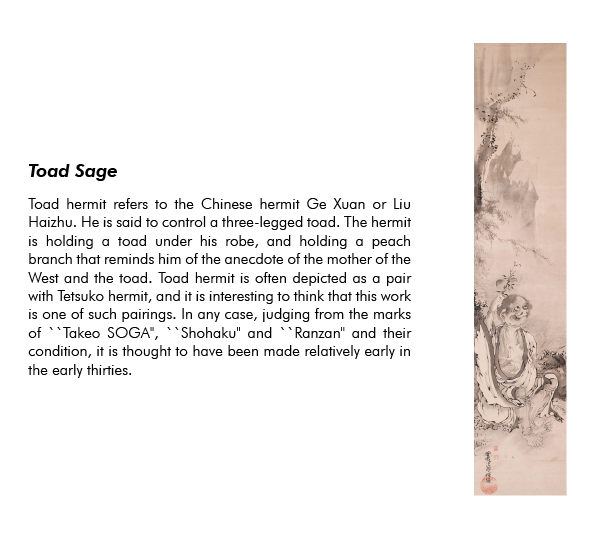 Toad Sage
Toad hermit refers to the Chinese hermit Ge Xuan or Liu
Haizhu. He is said to control a three-legged toad. The hermit
is holding a toad under his robe, and holding a peach
branch that reminds him of the anecdote of the mother of the
West and the toad. Toad hermit is often depicted as a pair
with Tetsuko hermit, and it is interesting to think that this work
is one of such pairings. In any case, judging from the marks
of ``Takeo SOGA", ``Shohaku" and ``Ranzan" and their
condition, it is thought to have been made relatively early in
the early thirties.